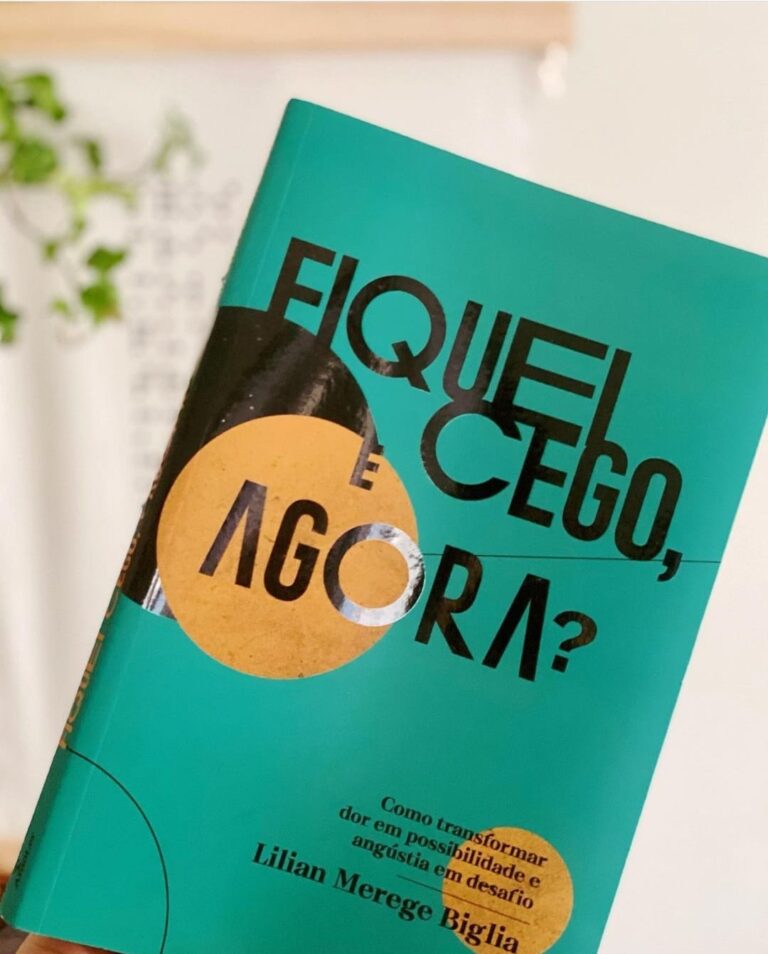 FIQUEI
CEGO,
E
AGORA?
Como transformar
dor em possibilidade e
angústia em desafio
Lilian Merege Biglia